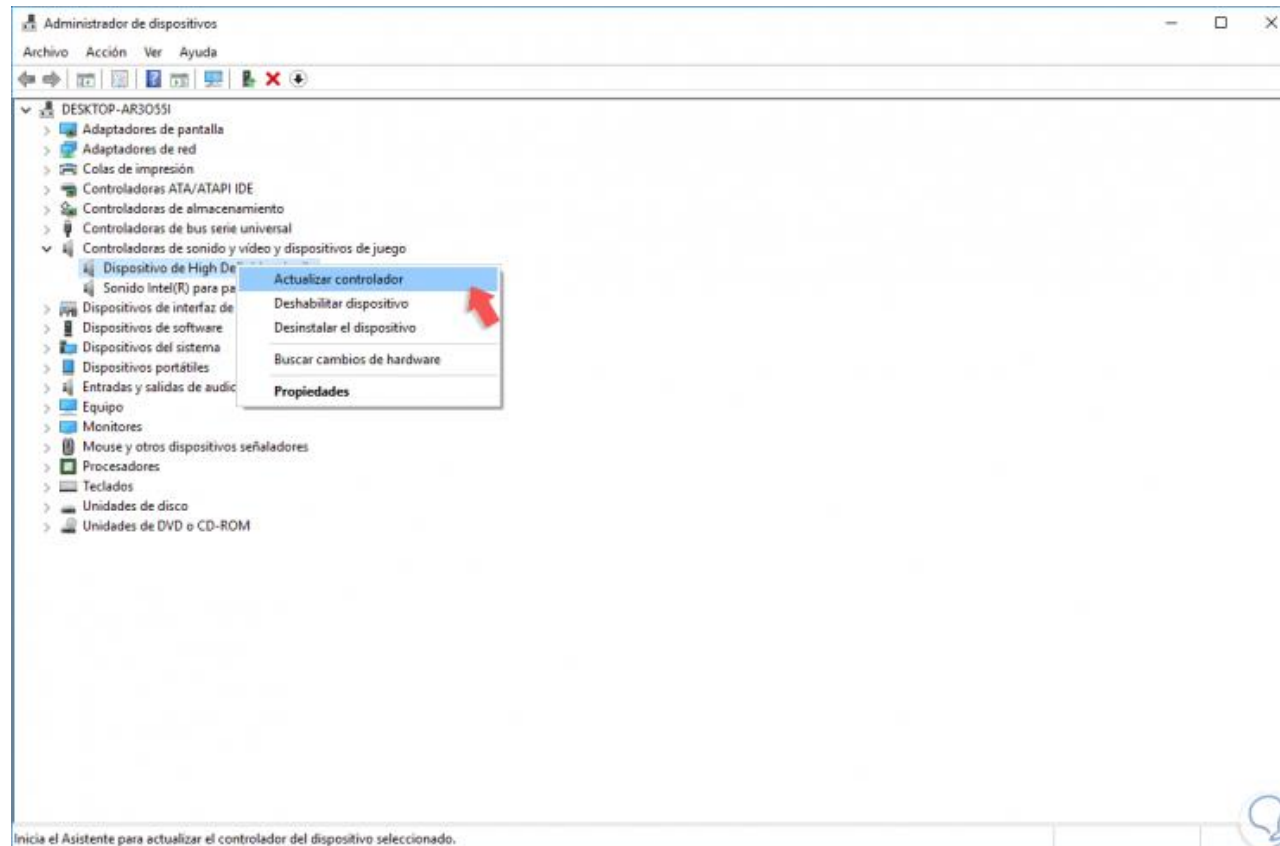 Administrador de dispositivos
Archivo Acción Ver Ayuda
DESKTOP-AR3O55I
Adaptadores de pantalla
Adaptadores de red
Colas de impresión
Controladoras ATA/ATAPI IDE
Controladoras de almacenamiento
Controladoras de bus serie universal
Controladoras de sonido y vídeo y dispositivos de juego
Dispositivo de High De
Sonido Intel(R) para pa
Dispositivos de interfaz de
Dispositivos de software
Dispositivos del sistema
Dispositivos portátiles
Entradas y salidas de audio
Equipo
Monitores
Mouse y otros dispositivos señaladores
Procesadores
Teclados
Unidades de disco
Unidades de DVD o CD-ROM
Actualizar controlador
Deshabilitar dispositivo
Desinstalar el dispositivo
Buscar cambios de hardware
Propiedades
Inicia el Asistente para actualizar el controlador del dispositivo seleccionado.